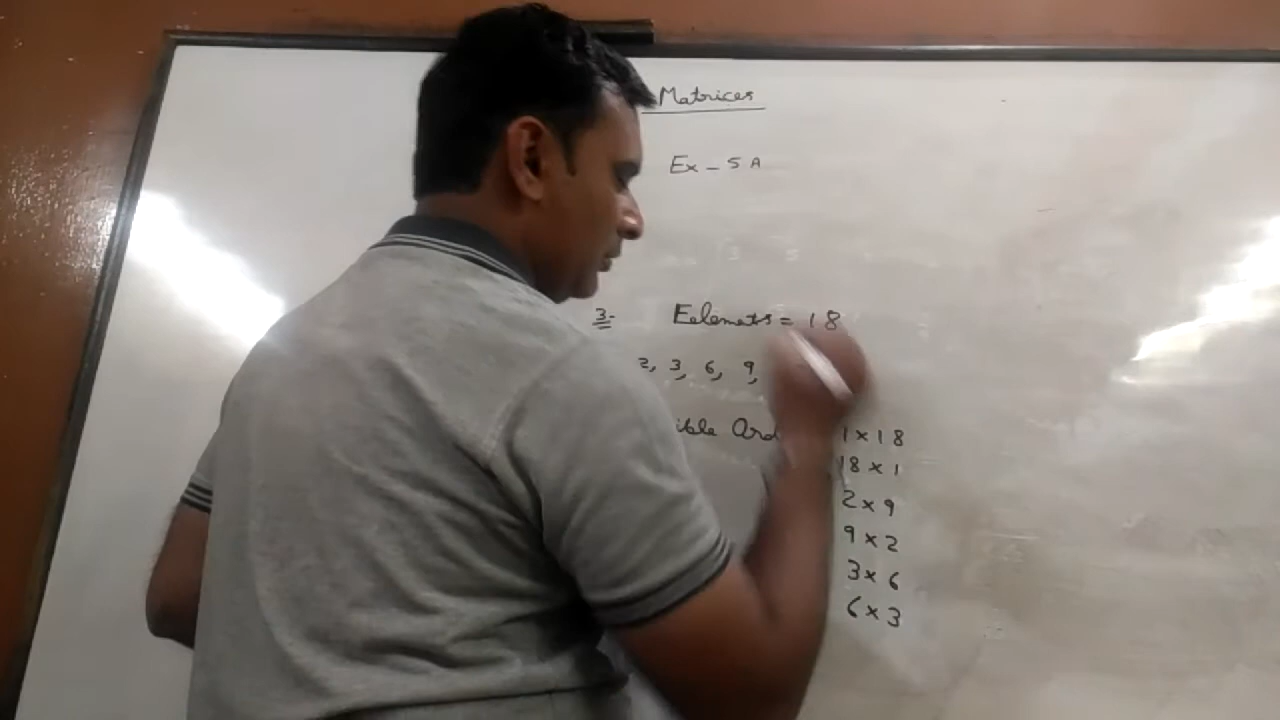 Matrices
Ex - 5 A
3- Eelemets = 18
2, 3, 6, 9,
1 x 18
18 x 1
2 x 9
9 x 2
3 x 6
6 x 3